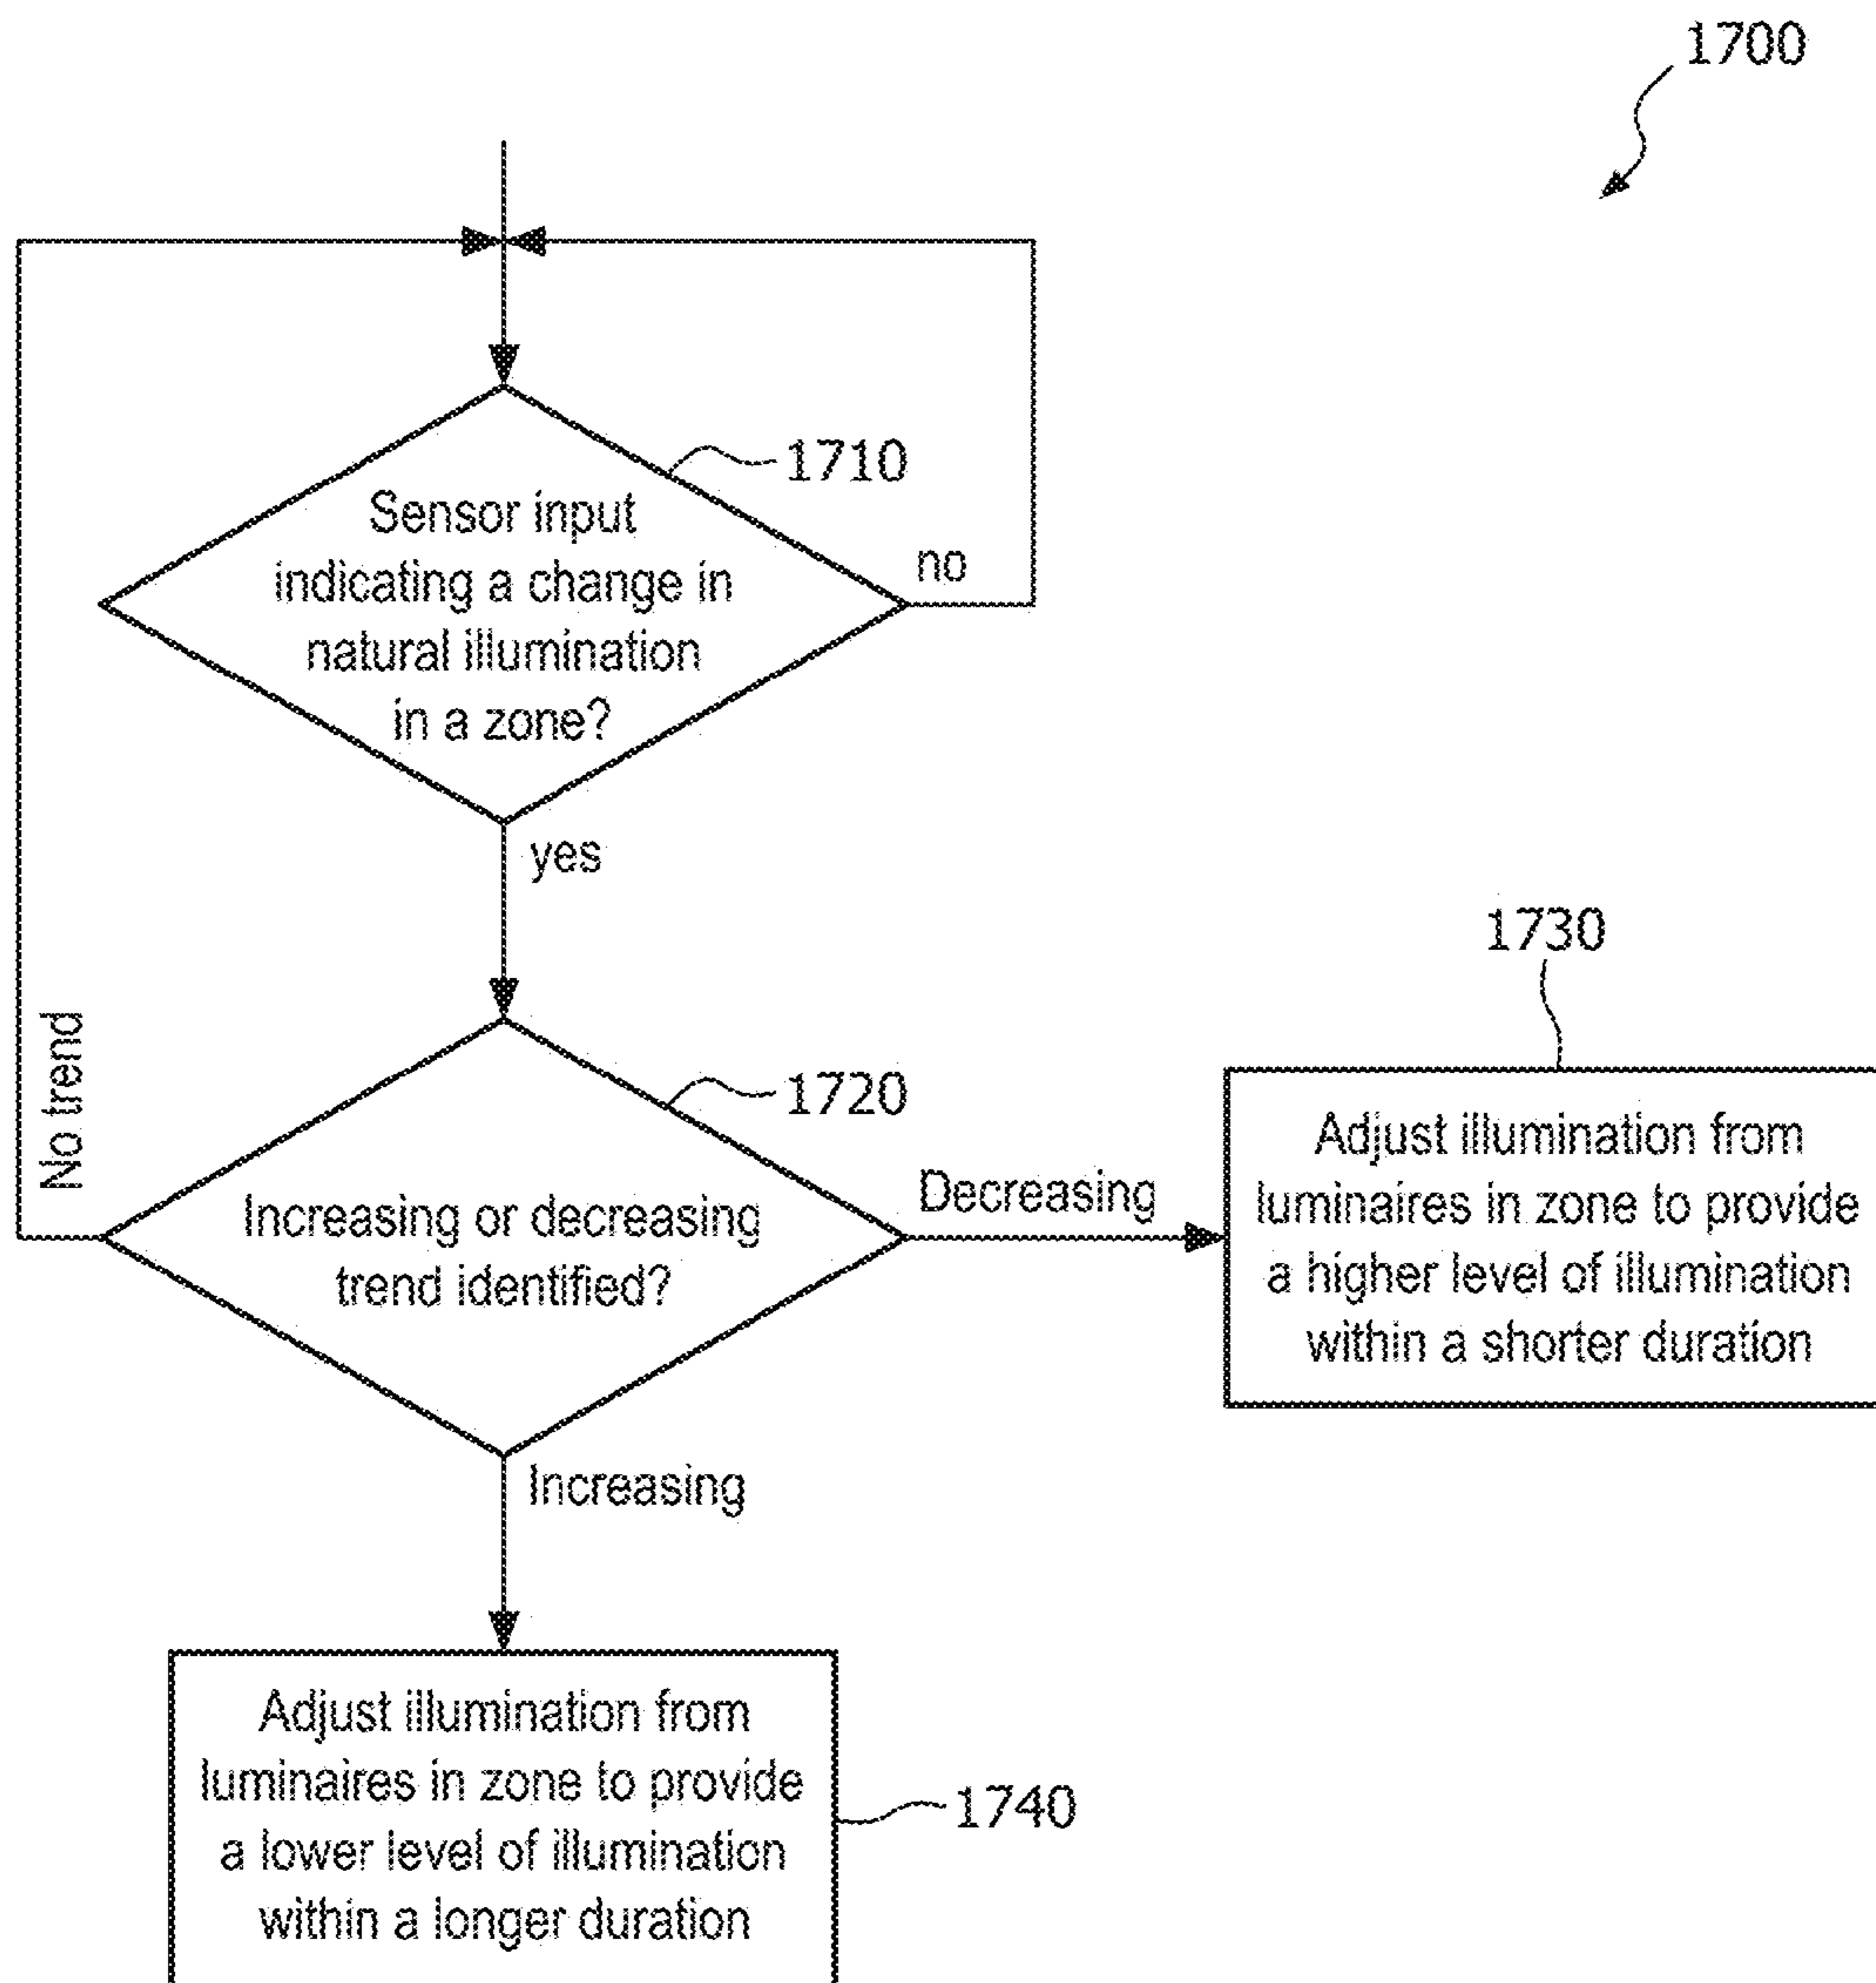 1700
1710
Sensor input
indicating a change in
natural illumination
in a zone?
no
yes
1730
No trend
1720
Increasing or decreasing
trend identified?
Decreasing
Adjust illumination from
luminaires in zone to provide
a higher level of illumination
within a shorter duration
Increasing
Adjust illumination from
luminaires in zone to provide
a lower level of illumination
within a longer duration
1740